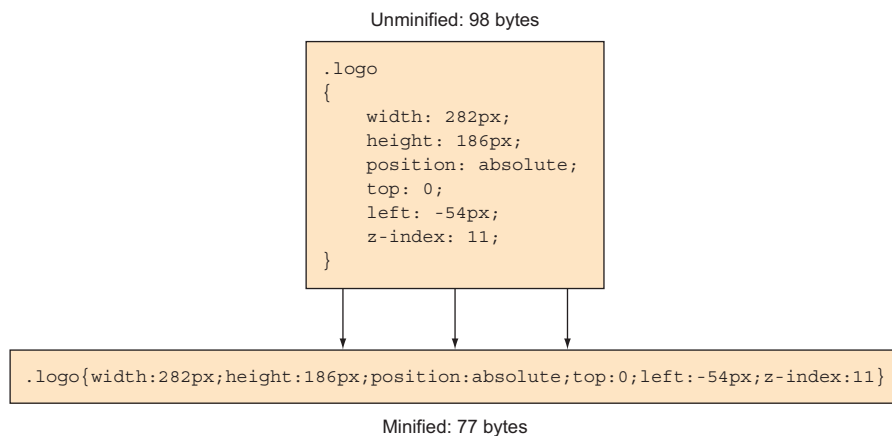 Unminified: 98 bytes
.logo
{
    width: 282px;
    height: 186px;
    position: absolute;
    top: 0;
    left: -54px;
    z-index: 11;
}
.logo{width:282px;height:186px;position:absolute;top:0;left:-54px;z-index:11}
Minified: 77 bytes